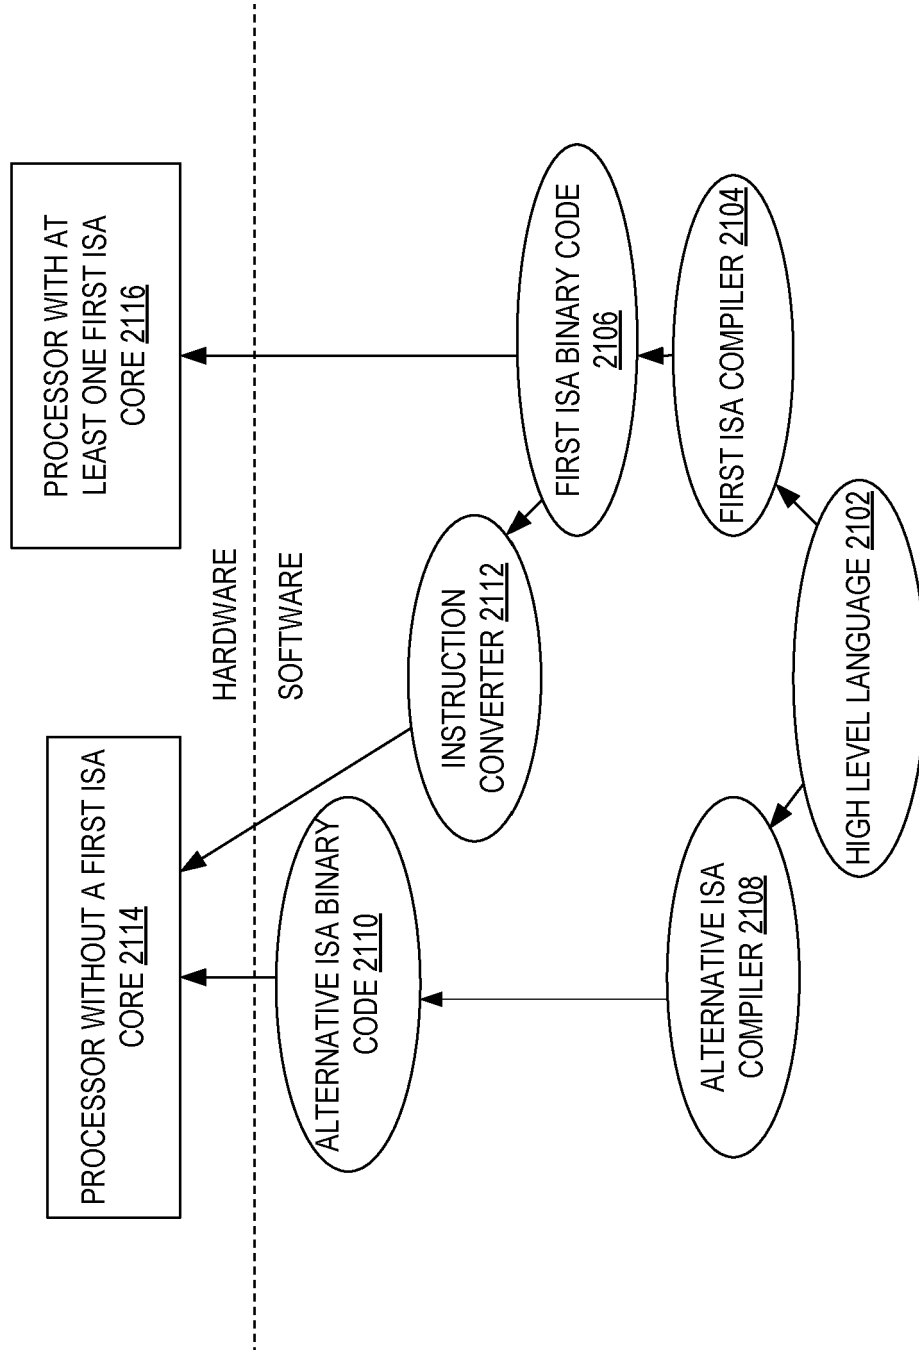 PROCESSOR WITHOUT A FIRST ISA
CORE 2114
PROCESSOR WITH AT
LEAST ONE FIRST ISA
CORE 2116
HARDWARE
SOFTWARE
ALTERNATIVE ISA BINARY
CODE 2110
INSTRUCTION
CONVERTER 2112
FIRST ISA BINARY CODE
2106
ALTERNATIVE ISA
COMPILER 2108
FIRST ISA COMPILER 2104
HIGH LEVEL LANGUAGE 2102